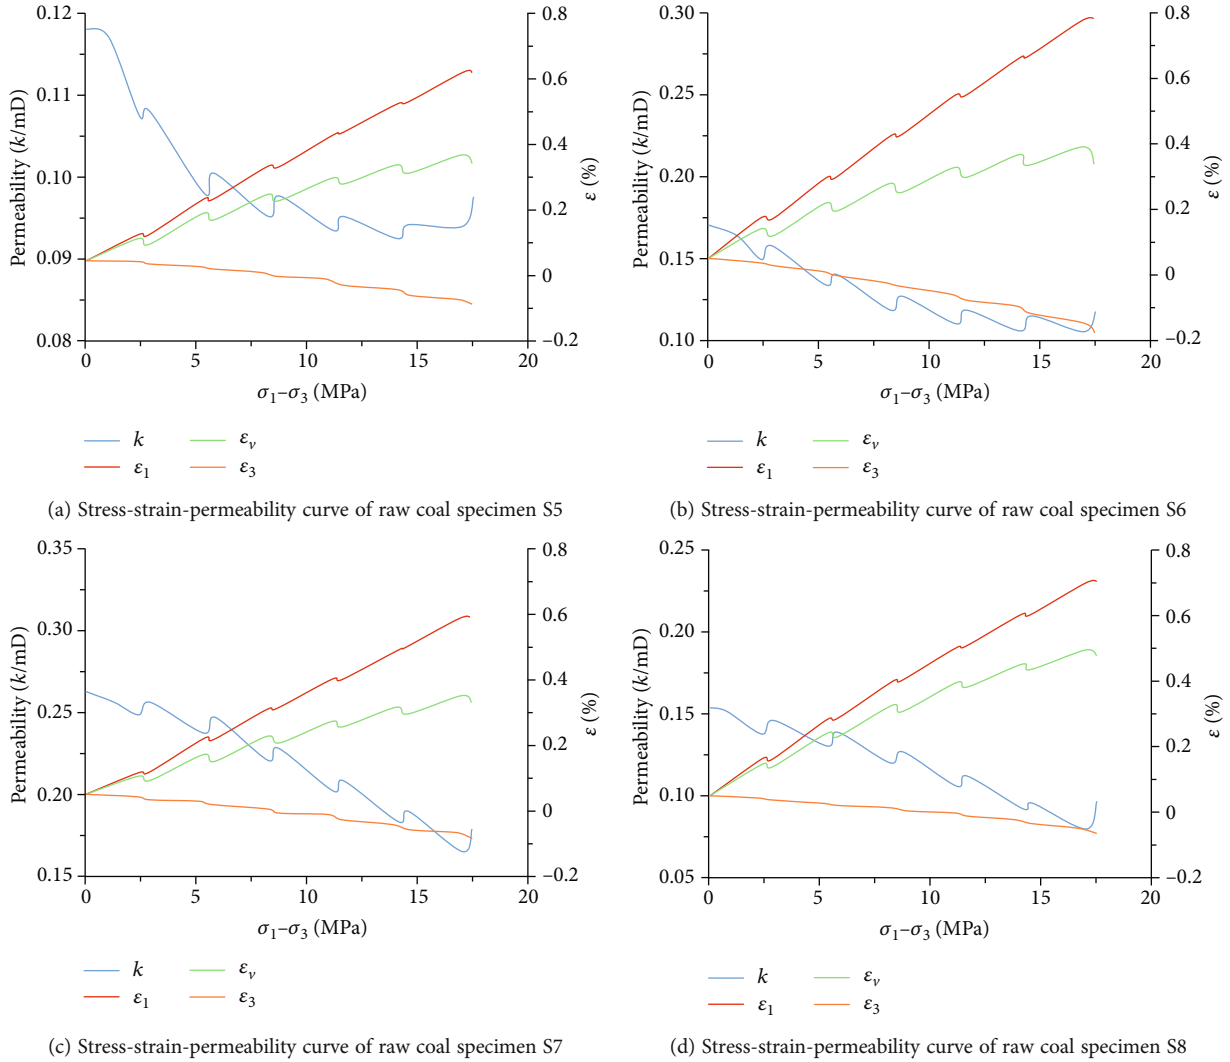 0.12
0.11
0.10
0.09
0.08
Permeability (k/mD)
0.8
0.6
0.4
0.2
0
−0.2
ε (%)
0 5 10 15 20
σ1–σ3 (MPa)
k εv
ε1 ε3
(a) Stress-strain-permeability curve of raw coal specimen S5
0.30
0.25
0.20
0.15
0.10
Permeability (k/mD)
0.8
0.6
0.4
0.2
0
−0.2
ε (%)
0 5 10 15 20
σ1–σ3 (MPa)
k εv
ε1 ε3
(b) Stress-strain-permeability curve of raw coal specimen S6
0.35
0.30
0.25
0.20
0.15
Permeability (k/mD)
0.8
0.6
0.4
0.2
0
−0.2
ε (%)
0 5 10 15 20
σ1–σ3 (MPa)
k εv
ε1 ε3
(c) Stress-strain-permeability curve of raw coal specimen S7
0.25
0.20
0.15
0.10
0.05
Permeability (k/mD)
0.8
0.6
0.4
0.2
0
−0.2
ε (%)
0 5 10 15 20
σ1–σ3 (MPa)
k εv
ε1 ε3
(d) Stress-strain-permeability curve of raw coal specimen S8